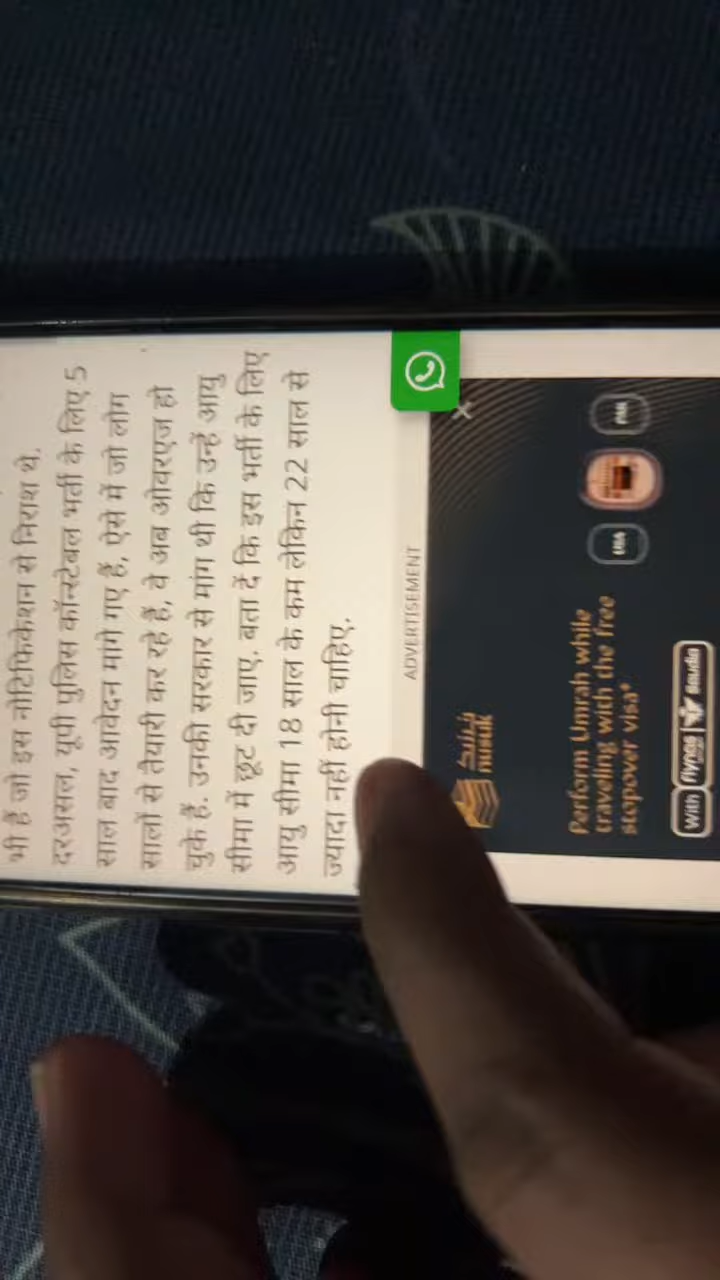 भी हैं जो इस नोटिफिकेशन से निराश थे.
दरअसल, यूपी पुलिस कॉन्स्टेबल भर्ती के लिए 5
साल बाद आवेदन मांगे गए हैं, ऐसे में जो लोग
सालों से तैयारी कर रहे हैं, वे अब ओवरएज हो
चुके हैं. उनकी सरकार से मांग थी कि उन्हें आयु
सीमा में छूट दी जाए. बता दें कि इस भर्ती के लिए
आयु सीमा 18 साल के कम लेकिन 22 साल से
ज्यादा नहीं होनी चाहिए.
ADVERTISEMENT
نسك
nusuk
Perform Umrah while
traveling with the free
stopover visa*
With flynas Saudia